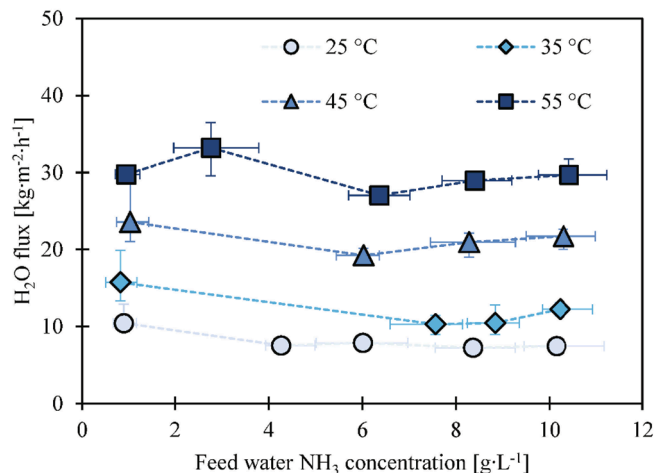 50
40
30
20
10
0
H₂O flux [kg·m⁻²·h⁻¹]
25 °C
35 °C
45 °C
55 °C
0 2 4 6 8 10 12
Feed water NH₃ concentration [g·L⁻¹]